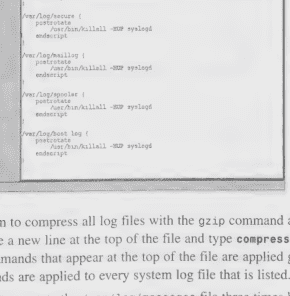 }
/var/log/secure {
postrotate
/usr/bin/killall -HUP syslogd
endscript
}
/var/log/maillog {
postrotate
/usr/bin/killall -HUP syslogd
endscript
}
/var/log/spooler {
postrotate
/usr/bin/killall -HUP syslogd
endscript
}
/var/log/boot log {
postrotate
/usr/bin/killall -HUP syslogd
endscript
n to compress all log files with the gzip command a
e a new line at the top of the file and type compress
mands that appear at the top of the file are applied g
ds are applied to every system log file that is listed.
file three times